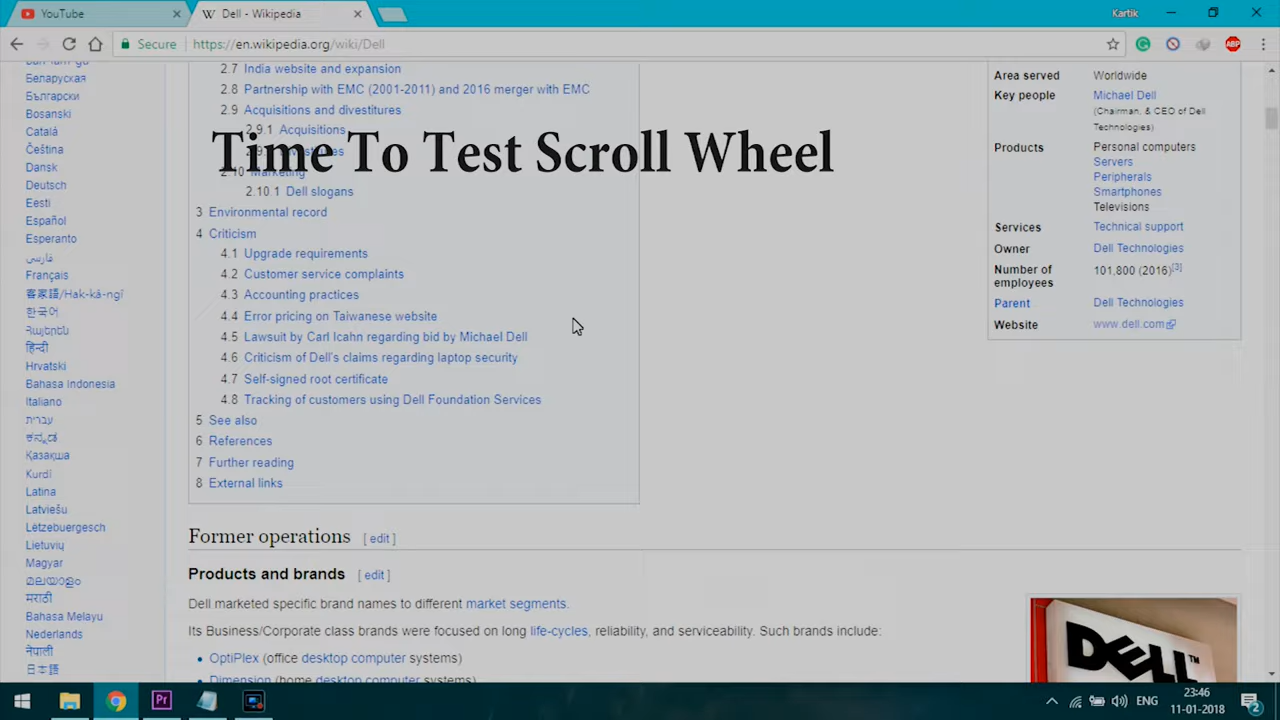 YouTube
Dell - Wikipedia
Kartik
Secure
https://en.wikipedia.org/wiki/Dell
ABP
Беларуская
Български
Bosanski
Català
Čeština
Dansk
Deutsch
Eesti
Español
Esperanto
فارسی
Français
客家語/Hak-kâ-ngî
한국어
Հայերեն
हिन्दी
Hrvatski
Bahasa Indonesia
Italiano
עברית
ಕನ್ನಡ
Қазақша
Kurdî
Latina
Latviešu
Lëtzebuergesch
Lietuvių
Magyar
മലയാളം
मराठी
Bahasa Melayu
Nederlands
नेपाली
日本語
2.7 India website and expansion
2.8 Partnership with EMC (2001-2011) and 2016 merger with EMC
2.9 Acquisitions and divestitures
2.9.1 Acquisitions
Time To Test Scroll Wheel
2.10 Marketing
2.10.1 Dell slogans
3 Environmental record
4 Criticism
4.1 Upgrade requirements
4.2 Customer service complaints
4.3 Accounting practices
4.4 Error pricing on Taiwanese website
4.5 Lawsuit by Carl Icahn regarding bid by Michael Dell
4.6 Criticism of Dell's claims regarding laptop security
4.7 Self-signed root certificate
4.8 Tracking of customers using Dell Foundation Services
5 See also
6 References
7 Further reading
8 External links
Former operations [ edit ]
Products and brands [ edit ]
Dell marketed specific brand names to different market segments.
Its Business/Corporate class brands were focused on long life-cycles, reliability, and serviceability. Such brands include:
• OptiPlex (office desktop computer systems)
• Dimension (home desktop computer systems)
Area served Worldwide
Key people Michael Dell
(Chairman, & CEO of Dell
Technologies)
Products Personal computers
Servers
Peripherals
Smartphones
Televisions
Services Technical support
Owner Dell Technologies
Number of employees 101,800 (2016)[3]
Parent Dell Technologies
Website www.dell.com
DELL™
Pr
ENG
23:46
11-01-2018
2